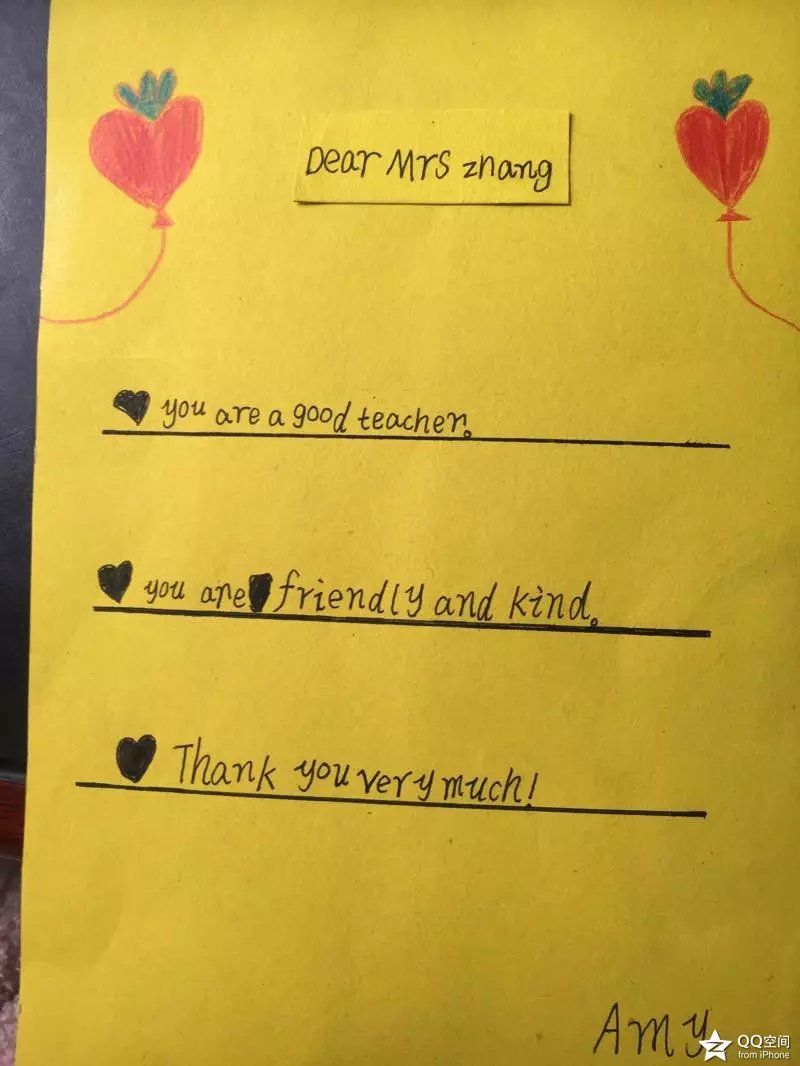 Dear Mrs zhang
you are a good teacher。
you are friendly and kind。
Thank you very much!
Amy
QQ空间
from iPhone